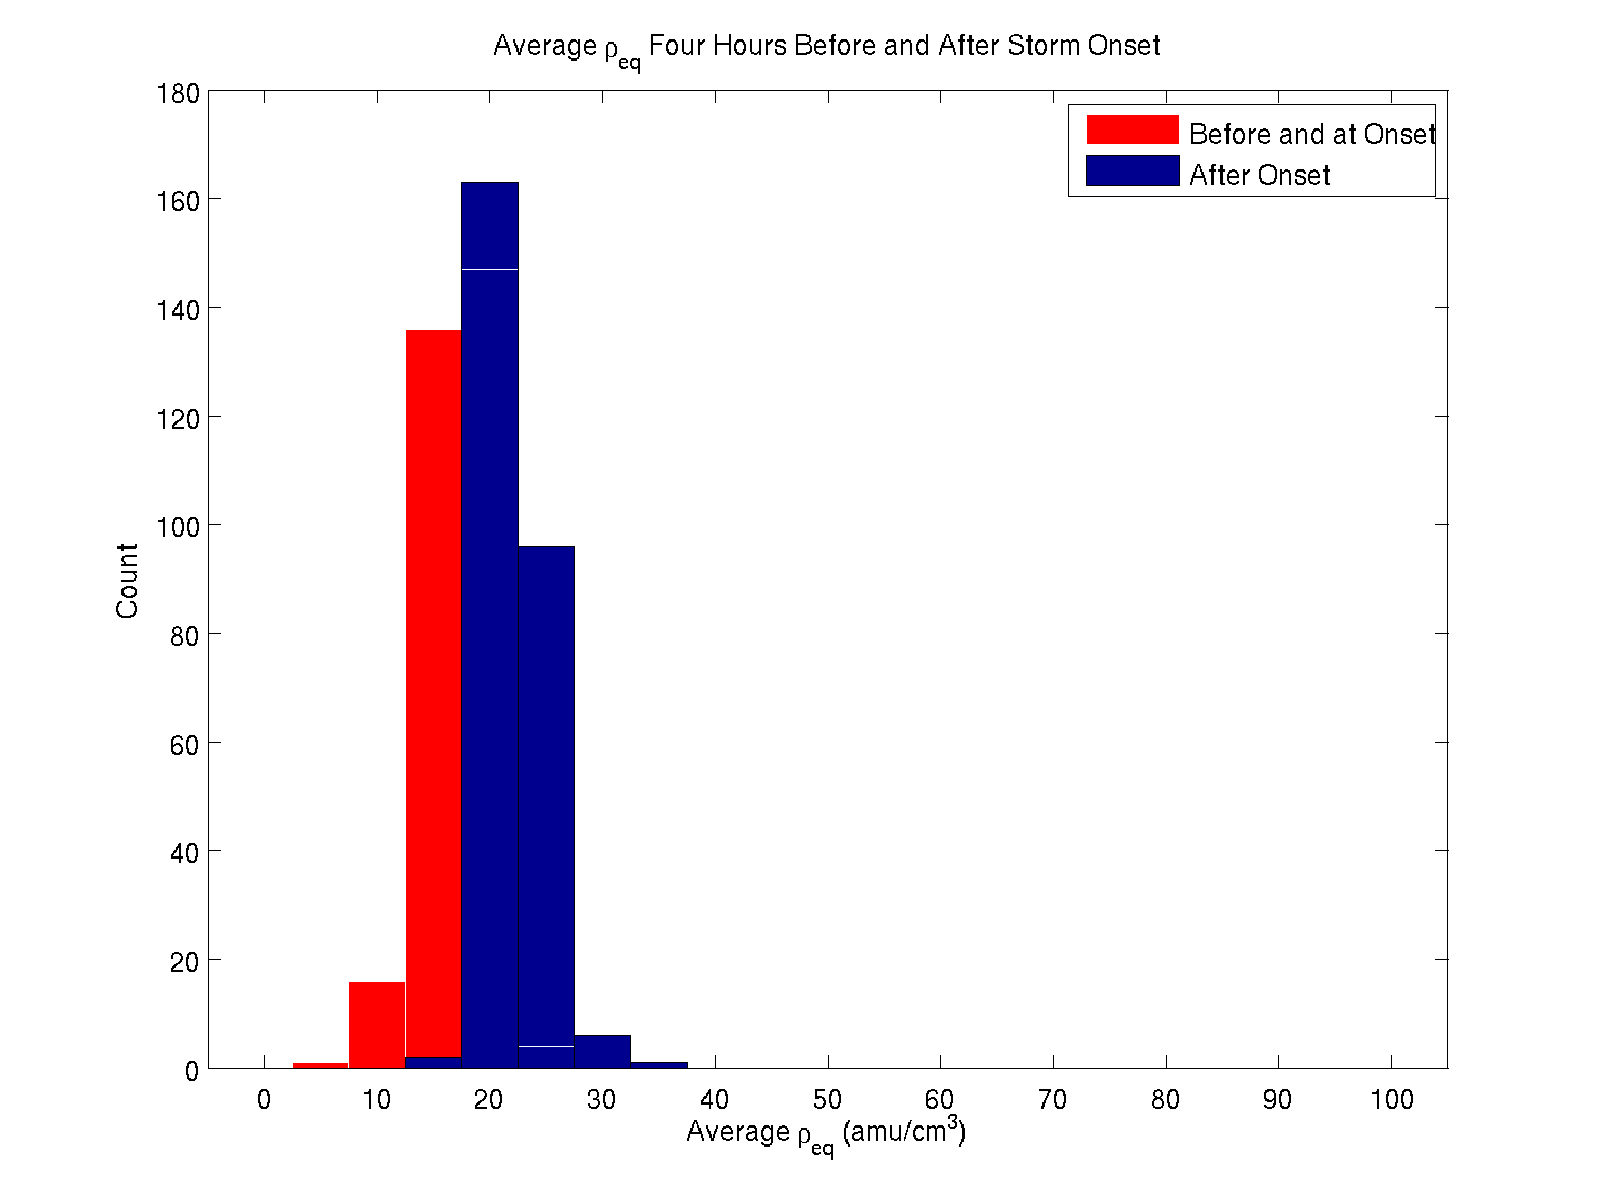 Average ρeq Four Hours Before and After Storm Onset
180
160
140
120
100
80
60
40
20
0
Count
Before and at Onset
After Onset
0 10 20 30 40 50 60 70 80 90 100
Average ρeq (amu/cm³)